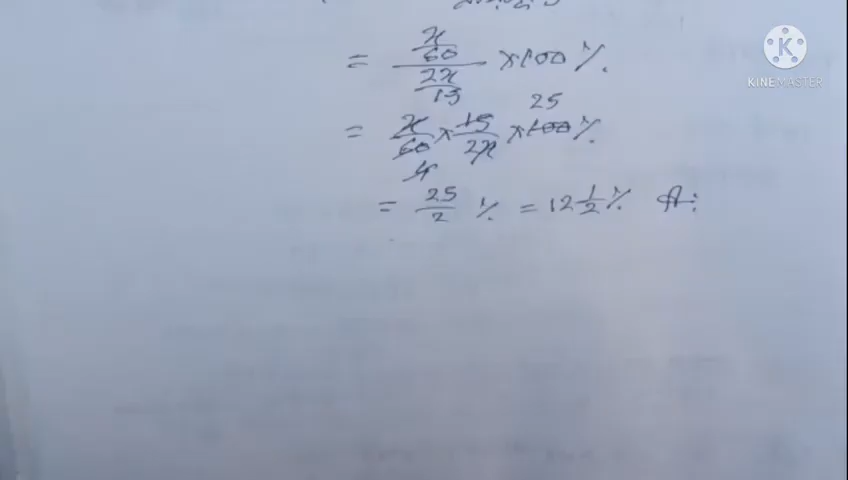 = x/60 / 2x/15 ×100%.
K
KINEMASTER
= x/60 × 15/2x × 100% 25
4
= 25/2 % = 12 1/2 % A: